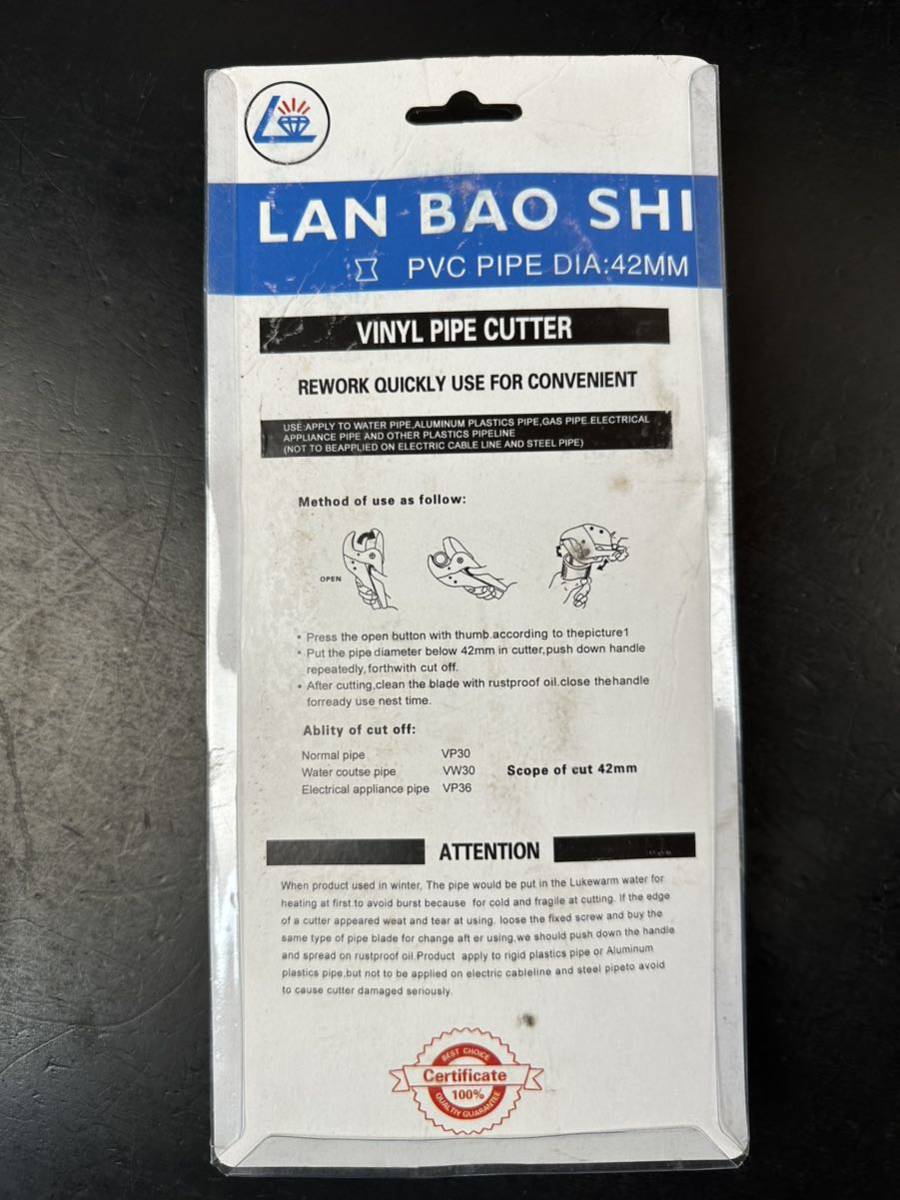 LAN BAO SHI
PVC PIPE DIA:42MM
VINYL PIPE CUTTER
REWORK QUICKLY USE FOR CONVENIENT
USE:APPLY TO WATER PIPE,ALUMINUM PLASTICS PIPE,GAS PIPE.ELECTRICAL
APPLIANCE PIPE AND OTHER PLASTICS PIPELINE
(NOT TO BEAPPLIED ON ELECTRIC CABLE LINE AND STEEL PIPE)
Method of use as follow:
OPEN
• Press the open button with thumb.according to thepicture1
• Put the pipe diameter below 42mm in cutter,push down handle
repeatedly, forthwith cut off.
• After cutting,clean the blade with rustproof oil.close thehandle
forready use nest time.
Ablity of cut off:
Normal pipe VP30
Water coutse pipe VW30 Scope of cut 42mm
Electrical appliance pipe VP36
ATTENTION
When product used in winter, The pipe would be put in the Lukewarm water for
heating at first to avoid burst because for cold and fragile at cutting. If the edge
of a cutter appeared weat and tear at using. loose the fixed screw and buy the
same type of pipe blade for change aft er using,we should push down the handle
and spread on rustproof oil.Product apply to rigid plastics pipe or Aluminum
plastics pipe,but not to be applied on electric cableline and steel pipeto avoid
to cause cutter damaged seriously.
BEST CHOICE
Certificate
100%
QUALTIY GUARANTEE